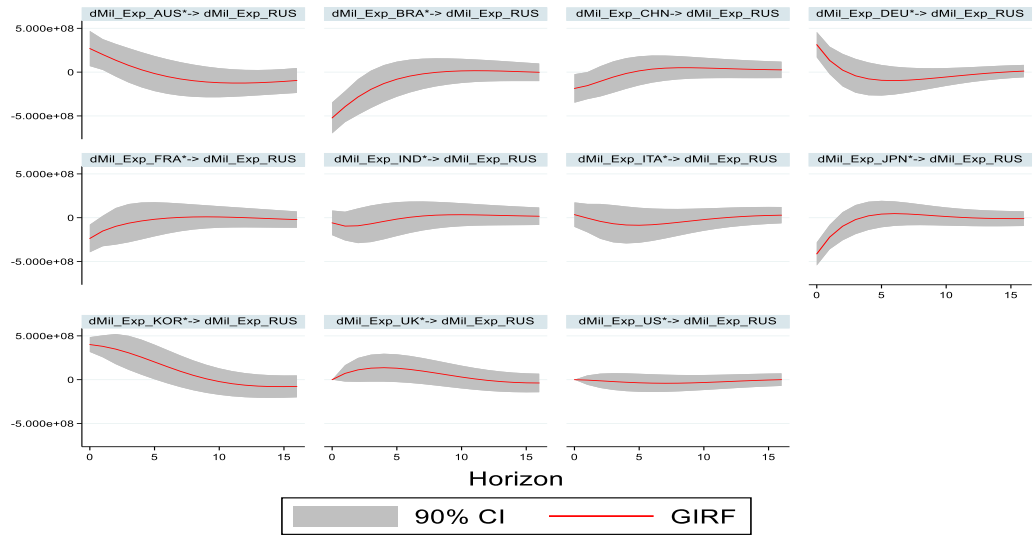 dMil_Exp_AUS*-> dMil_Exp_RUS dMil_Exp_BRA*-> dMil_Exp_RUS dMil_Exp_CHN-> dMil_Exp_RUS dMil_Exp_DEU*-> dMil_Exp_RUS
5.000e+08
0
-5.000e+08
dMil_Exp_FRA*-> dMil_Exp_RUS dMil_Exp_IND*-> dMil_Exp_RUS dMil_Exp_ITA*-> dMil_Exp_RUS dMil_Exp_JPN*-> dMil_Exp_RUS
5.000e+08
0
-5.000e+08
0 5 10 15
dMil_Exp_KOR*-> dMil_Exp_RUS dMil_Exp_UK*-> dMil_Exp_RUS dMil_Exp_US*-> dMil_Exp_RUS
5.000e+08
0
-5.000e+08
0 5 10 15 0 5 10 15 0 5 10 15
Horizon
90% CI GIRF